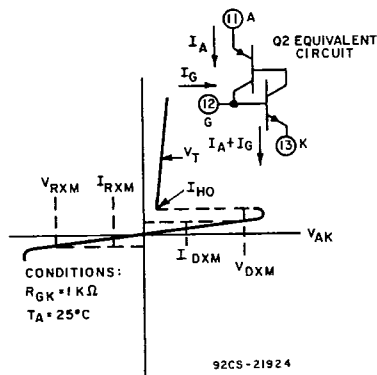 11 A
Q2 EQUIVALENT
CIRCUIT
I_A
I_G
12
G
I_A+I_G
13 K
V_T
V_RXM
I_RXM
I_HO
V_AK
I_DXM
V_DXM
CONDITIONS:
R_GK = 1 KΩ
T_A = 25°C
92CS-21924